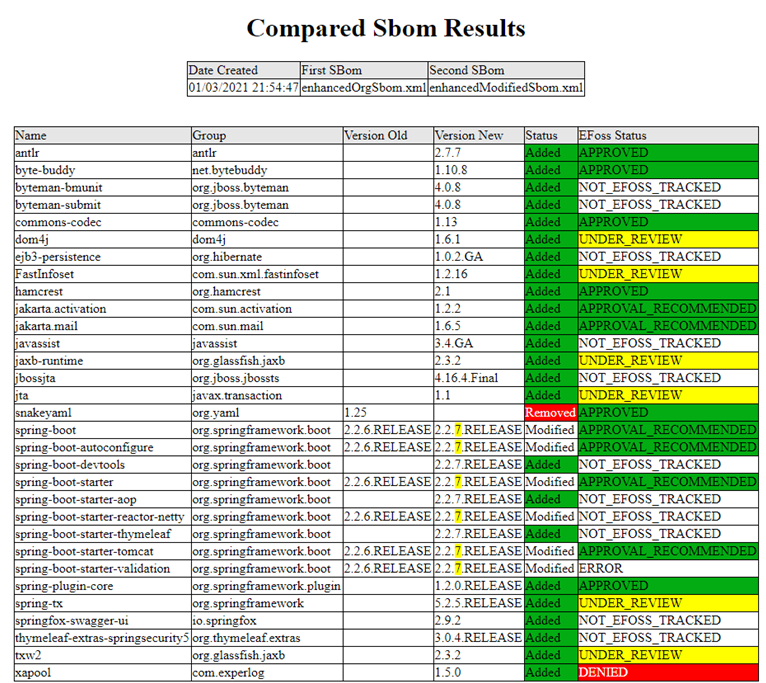 Compared Sbom Results
Date Created First SBom Second SBom
01/03/2021 21:54:47 enhancedOrgSbom.xml enhancedModifiedSbom.xml
Name Group Version Old Version New Status EFoss Status
antlr antlr 2.7.7 Added APPROVED
byte-buddy net.bytebuddy 1.10.8 Added APPROVED
byteman-bmunit org.jboss.byteman 4.0.8 Added NOT_EFOSS_TRACKED
byteman-submit org.jboss.byteman 4.0.8 Added NOT_EFOSS_TRACKED
commons-codec commons-codec 1.13 Added APPROVED
dom4j dom4j 1.6.1 Added UNDER_REVIEW
ejb3-persistence org.hibernate 1.0.2.GA Added NOT_EFOSS_TRACKED
FastInfoset com.sun.xml.fastinfoset 1.2.16 Added UNDER_REVIEW
hamcrest org.hamcrest 2.1 Added APPROVED
jakarta.activation com.sun.activation 1.2.2 Added APPROVAL_RECOMMENDED
jakarta.mail com.sun.mail 1.6.5 Added APPROVAL_RECOMMENDED
javassist javassist 3.4.GA Added NOT_EFOSS_TRACKED
jaxb-runtime org.glassfish.jaxb 2.3.2 Added UNDER_REVIEW
jbossjta org.jboss.jbossts 4.16.4.Final Added NOT_EFOSS_TRACKED
jta javax.transaction 1.1 Added UNDER_REVIEW
snakeyaml org.yaml 1.25 Removed APPROVED
spring-boot org.springframework.boot 2.2.6.RELEASE 2.2.7.RELEASE Modified APPROVAL_RECOMMENDED
spring-boot-autoconfigure org.springframework.boot 2.2.6.RELEASE 2.2.7.RELEASE Modified APPROVAL_RECOMMENDED
spring-boot-devtools org.springframework.boot 2.2.7.RELEASE Added NOT_EFOSS_TRACKED
spring-boot-starter org.springframework.boot 2.2.6.RELEASE 2.2.7.RELEASE Modified APPROVAL_RECOMMENDED
spring-boot-starter-aop org.springframework.boot 2.2.7.RELEASE Added NOT_EFOSS_TRACKED
spring-boot-starter-reactor-netty org.springframework.boot 2.2.6.RELEASE 2.2.7.RELEASE Modified NOT_EFOSS_TRACKED
spring-boot-starter-thymeleaf org.springframework.boot 2.2.7.RELEASE Added NOT_EFOSS_TRACKED
spring-boot-starter-tomcat org.springframework.boot 2.2.6.RELEASE 2.2.7.RELEASE Modified APPROVAL_RECOMMENDED
spring-boot-starter-validation org.springframework.boot 2.2.6.RELEASE 2.2.7.RELEASE Modified ERROR
spring-plugin-core org.springframework.plugin 1.2.0.RELEASE Added APPROVED
spring-tx org.springframework 5.2.5.RELEASE Added UNDER_REVIEW
springfox-swagger-ui io.springfox 2.9.2 Added NOT_EFOSS_TRACKED
thymeleaf-extras-springsecurity5 org.thymeleaf.extras 3.0.4.RELEASE Added NOT_EFOSS_TRACKED
txw2 org.glassfish.jaxb 2.3.2 Added UNDER_REVIEW
xapool com.experlog 1.5.0 Added DENIED